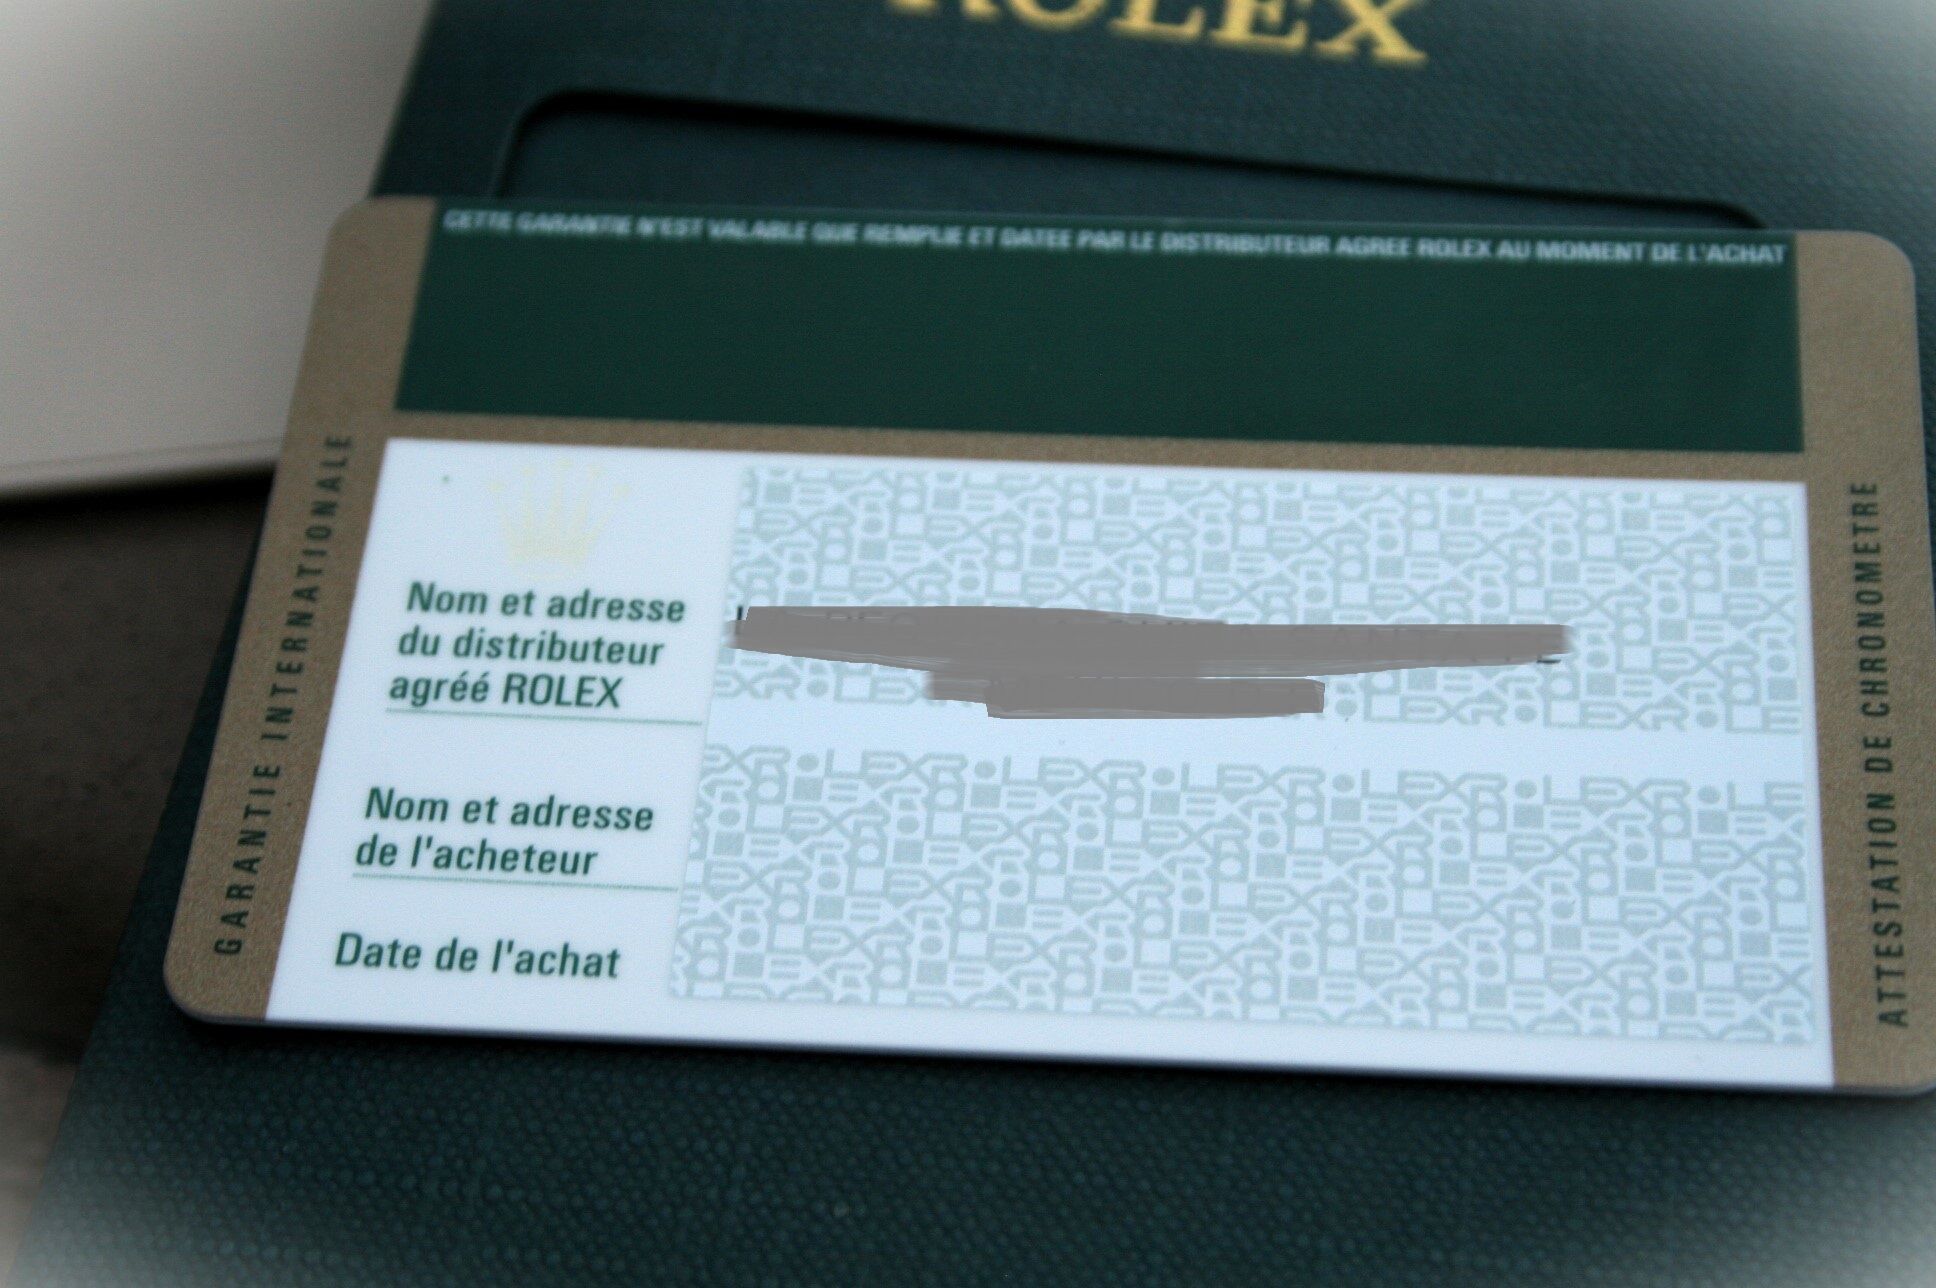 ROLEX
CETTE GARANTIE N'EST VALABLE QUE REMPLIE ET DATEE PAR LE DISTRIBUTEUR AGREE ROLEX AU MOMENT DE L'ACHAT
GARANTIE INTERNATIONALE
Nom et adresse
du distributeur
agréé ROLEX
Nom et adresse
de l'acheteur
Date de l'achat
ATTESTATION DE CHRONOMETRE